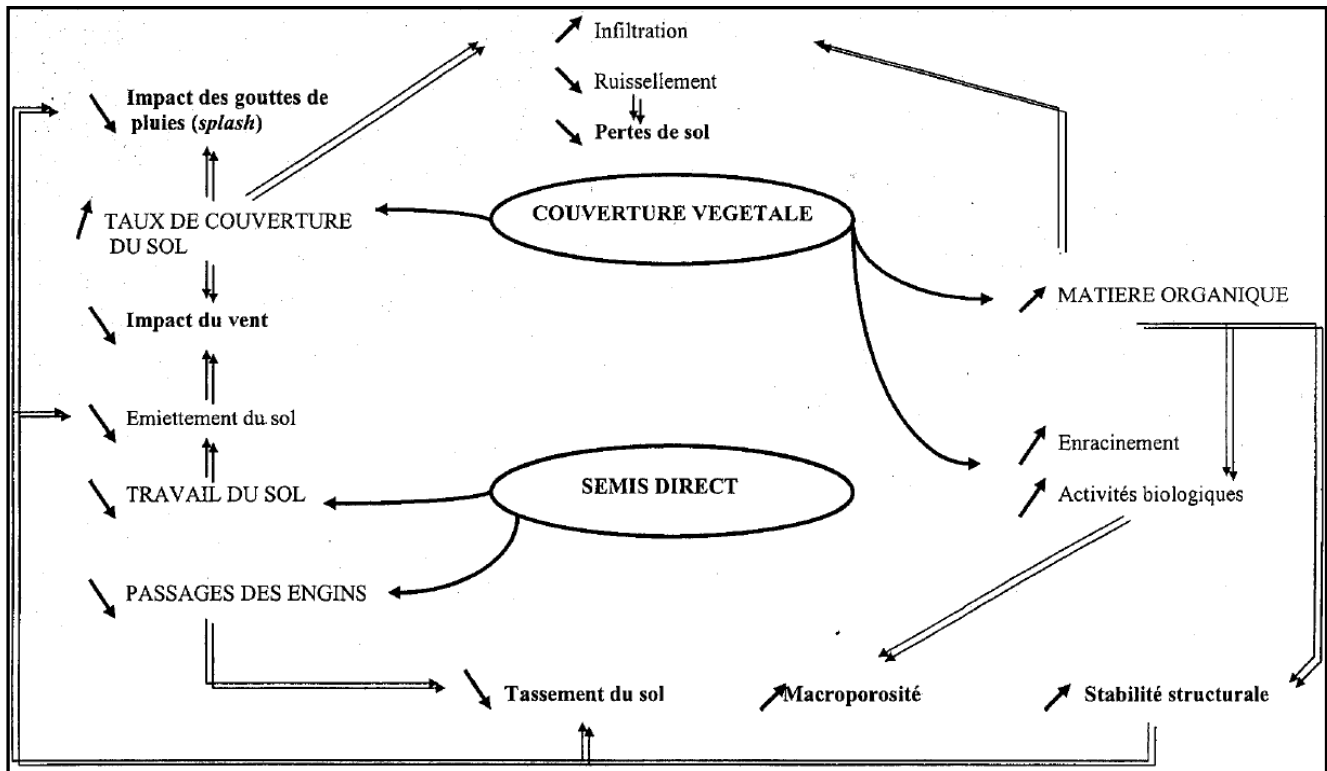 Infiltration
Ruissellement
Pertes de sol
Impact des gouttes de
pluies (splash)
COUVERTURE VEGETALE
TAUX DE COUVERTURE
DU SOL
MATIERE ORGANIQUE
Impact du vent
Emiettement du sol
Enracinement
SEMIS DIRECT
TRAVAIL DU SOL
Activités biologiques
PASSAGES DES ENGINS
Tassement du sol
Macroporosité
Stabilité structurale